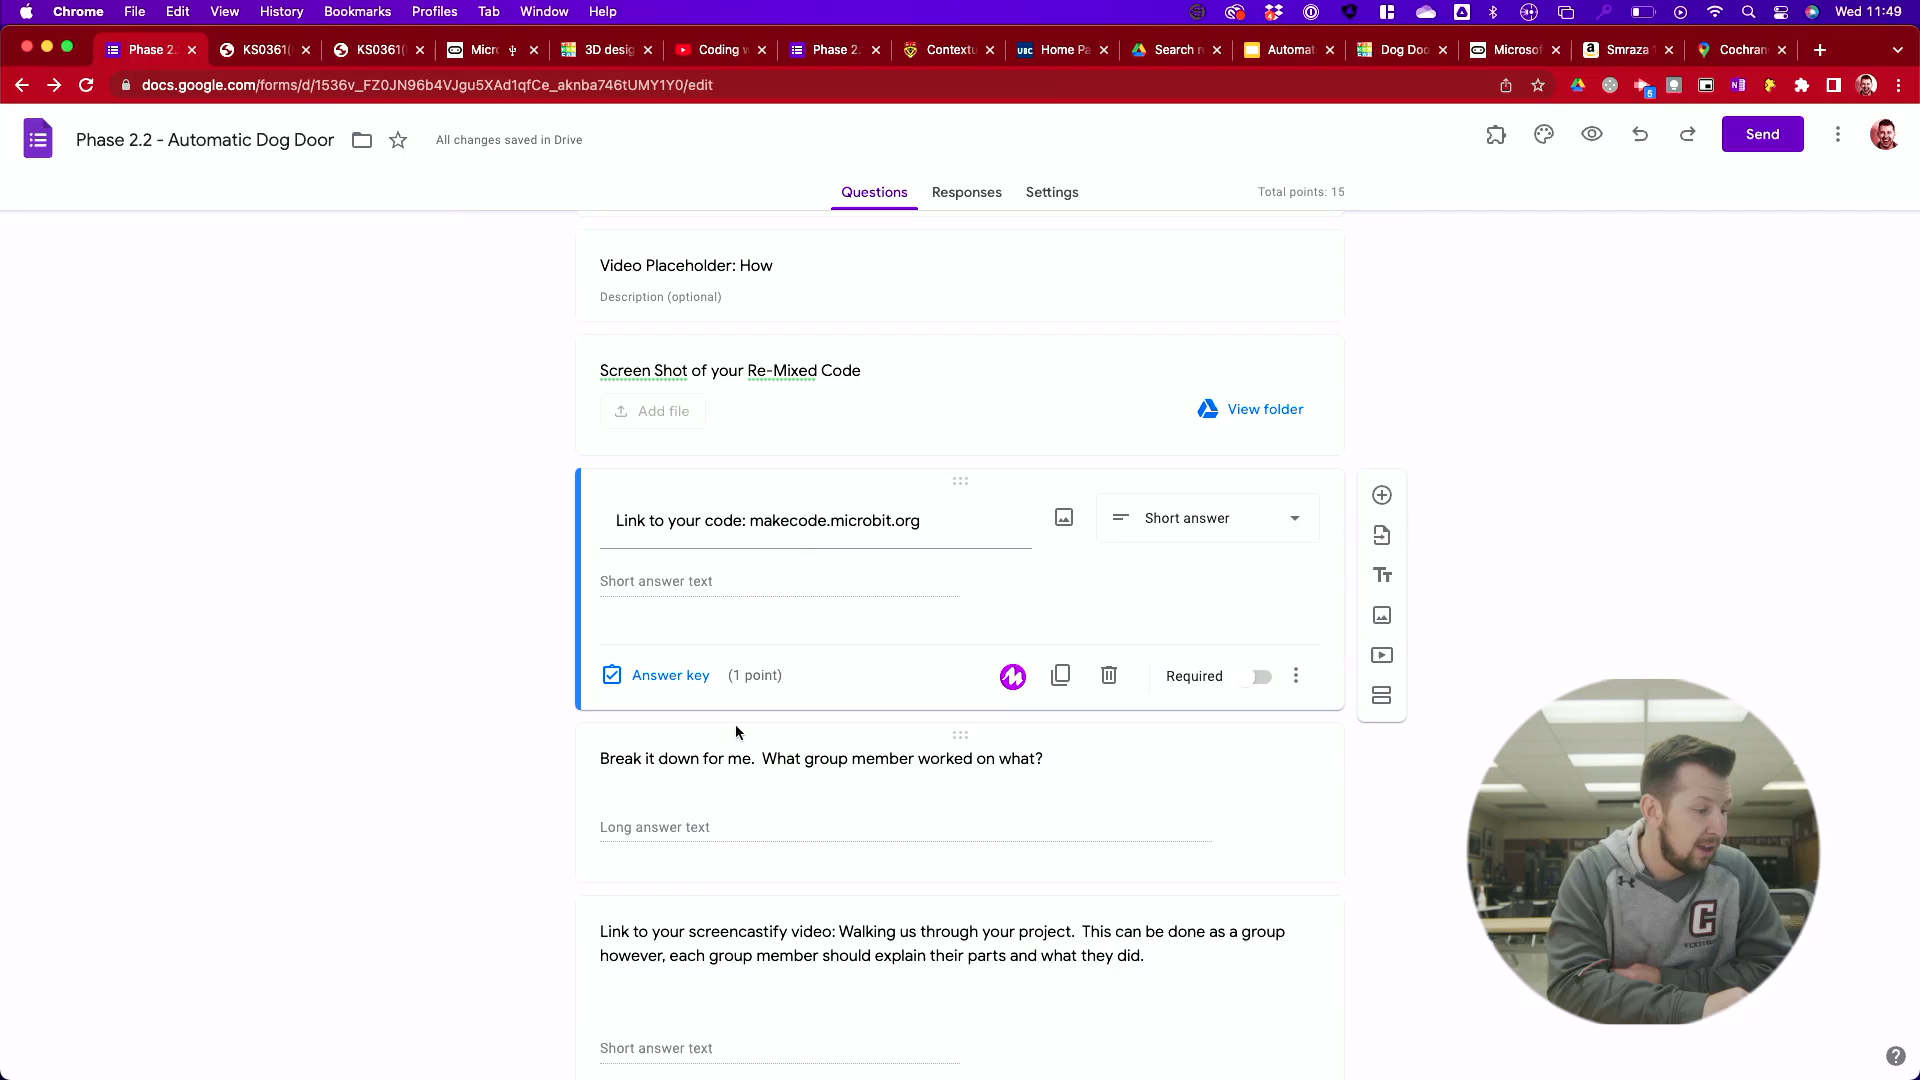 Chrome File Edit View History Bookmarks Profiles Tab Window Help Wed 11:49
Phase 2. KS0361( KS0361( Micr 3D desig Coding w Phase 2. Contextu Home Pa Search r Automat Dog Doo Microsof Smraza 1 Cochran
docs.google.com/forms/d/1536v_FZ0JN96b4VJgu5XAd1qfCe_aknba746tUMY1Y0/edit
Phase 2.2 - Automatic Dog Door All changes saved in Drive Send
Questions Responses Settings Total points: 15
Video Placeholder: How
Description (optional)
Screen Shot of your Re-Mixed Code
Add file View folder
Link to your code: makecode.microbit.org Short answer
Short answer text
Answer key (1 point) Required
Break it down for me. What group member worked on what?
Long answer text
Link to your screencastify video: Walking us through your project. This can be done as a group
however, each group member should explain their parts and what they did.
Short answer text